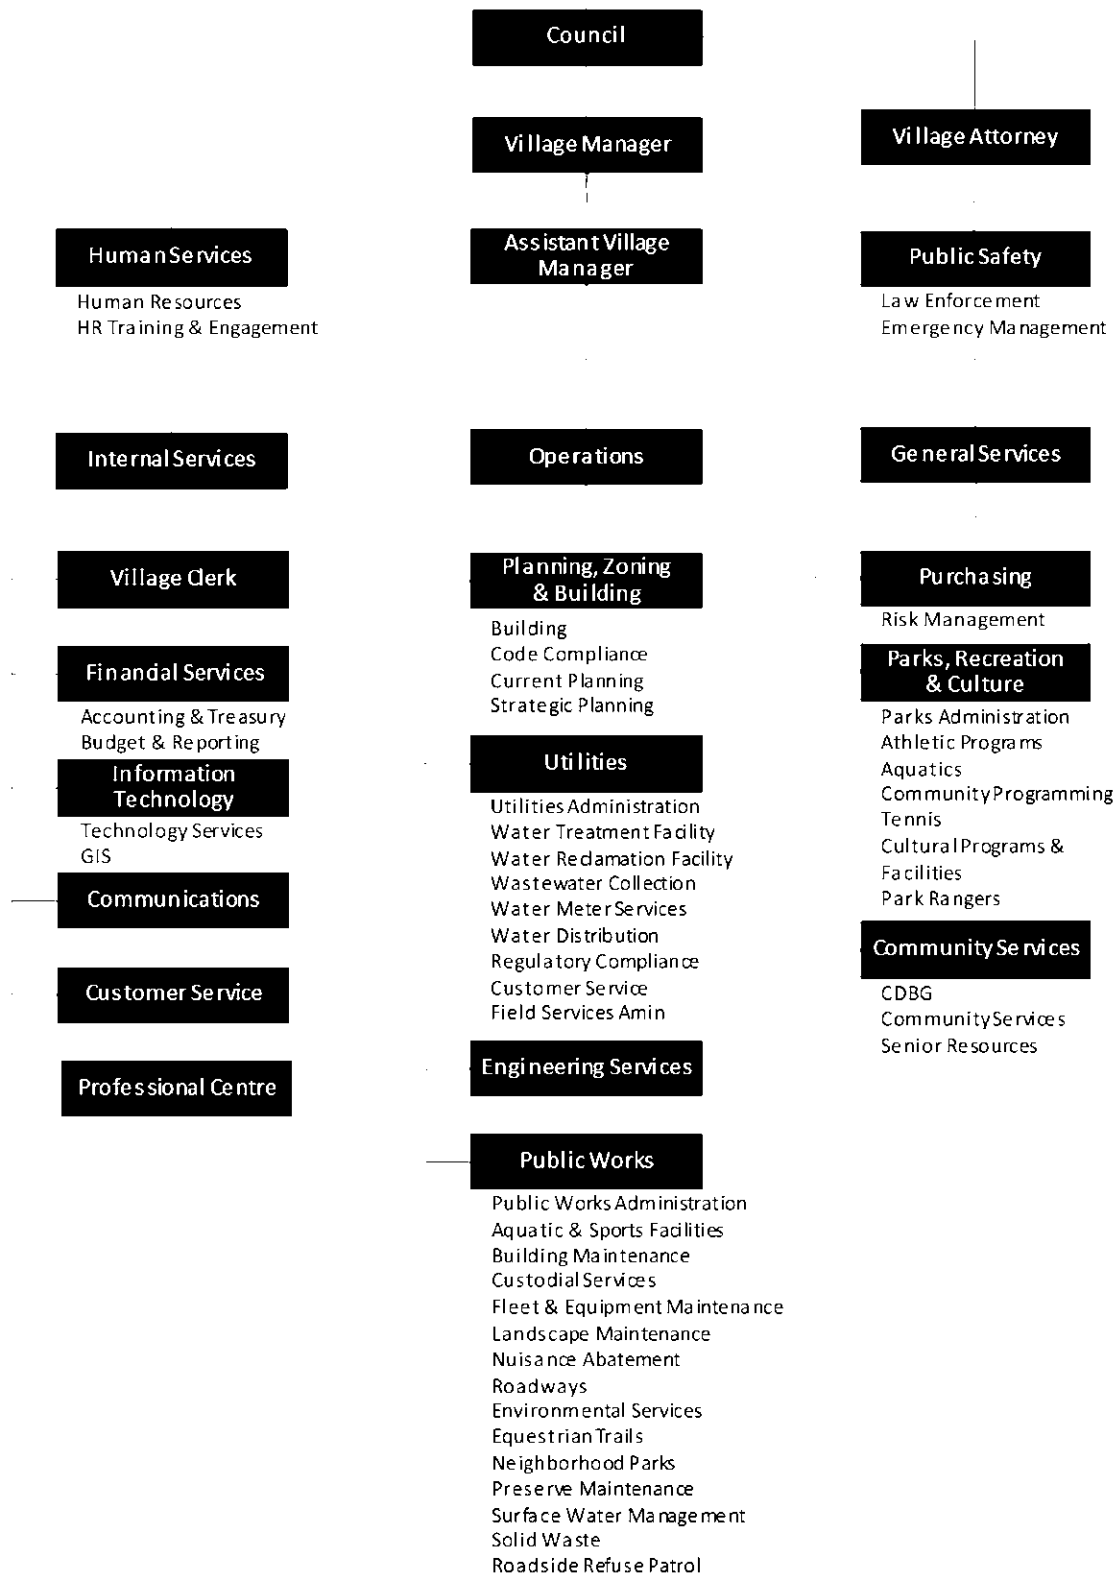 Council
Village Manager
Village Attorney
Human Services
Human Resources
HR Training & Engagement
Assistant Village
Manager
Public Safety
Law Enforcement
Emergency Management
Internal Services
Operations
General Services
Village Clerk
Financial Services
Accounting & Treasury
Budget & Reporting
Information
Technology
Technology Services
GIS
Communications
Customer Service
Professional Centre
Planning, Zoning
& Building
Building
Code Compliance
Current Planning
Strategic Planning
Utilities
Utilities Administration
Water Treatment Facility
Water Reclamation Facility
Wastewater Collection
Water Meter Services
Water Distribution
Regulatory Compliance
Customer Service
Field Services Amin
Engineering Services
Public Works
Public Works Administration
Aquatic & Sports Facilities
Building Maintenance
Custodial Services
Fleet & Equipment Maintenance
Landscape Maintenance
Nuisance Abatement
Roadways
Environmental Services
Equestrian Trails
Neighborhood Parks
Preserve Maintenance
Surface Water Management
Solid Waste
Roadside Refuse Patrol
Purchasing
Risk Management
Parks, Recreation
& Culture
Parks Administration
Athletic Programs
Aquatics
Community Programming
Tennis
Cultural Programs &
Facilities
Park Rangers
Community Services
CDBG
Community Services
Senior Resources